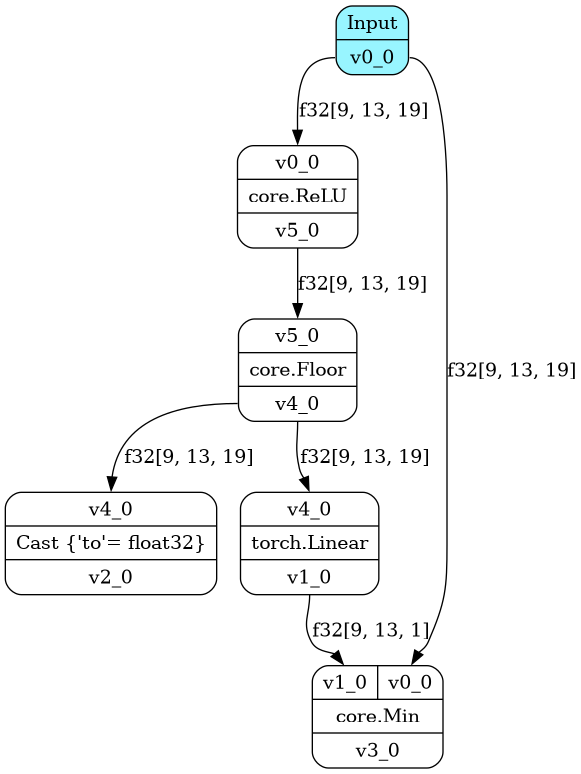 Input
v0_0
f32[9, 13, 19]
v0_0
core.ReLU
v5_0
f32[9, 13, 19]
v5_0
core.Floor
v4_0
f32[9, 13, 19]
f32[9, 13, 19]
f32[9, 13, 19]
v4_0
Cast {'to'= float32}
v2_0
v4_0
torch.Linear
v1_0
f32[9, 13, 1]
v1_0 v0_0
core.Min
v3_0